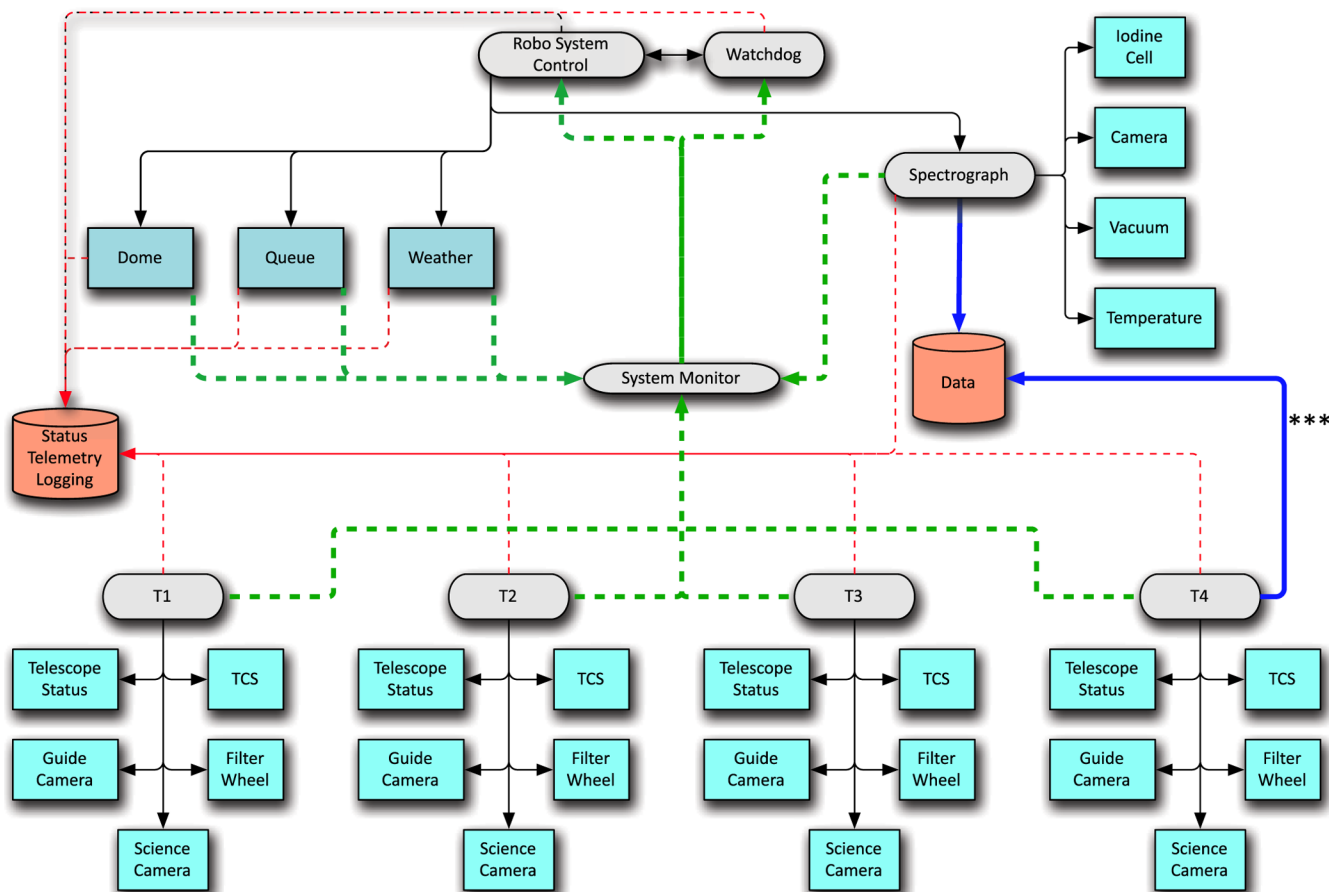 Robo System
Control
Watchdog
Iodine
Cell
Camera
Spectrograph
Vacuum
Temperature
Dome
Queue
Weather
System Monitor
Data
***
Status
Telemetry
Logging
T1
T2
T3
T4
Telescope
Status
TCS
Telescope
Status
TCS
Telescope
Status
TCS
Telescope
Status
TCS
Guide
Camera
Filter
Wheel
Guide
Camera
Filter
Wheel
Guide
Camera
Filter
Wheel
Guide
Camera
Filter
Wheel
Science
Camera
Science
Camera
Science
Camera
Science
Camera